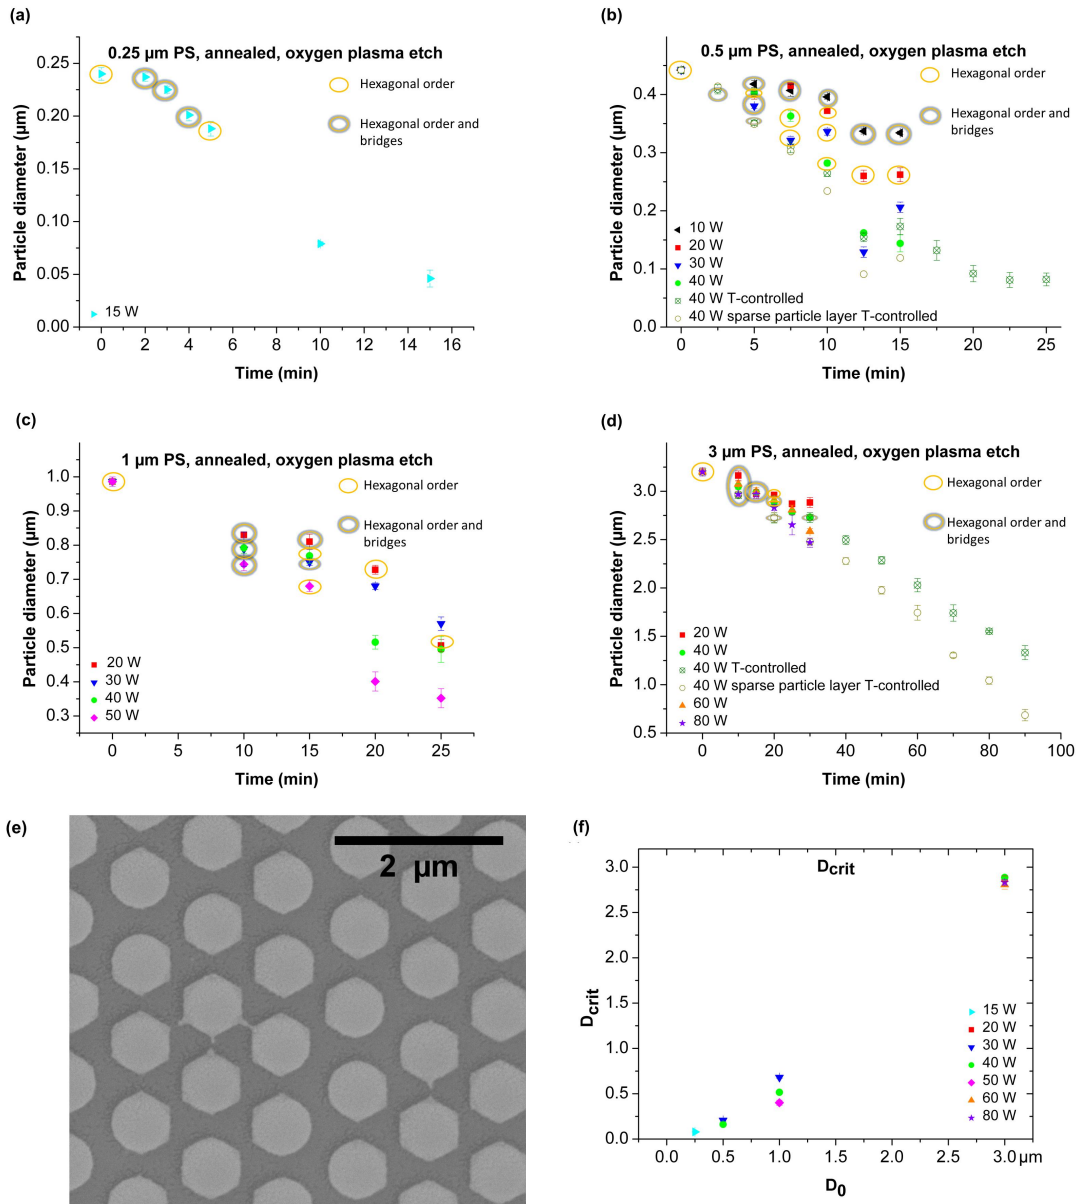 (a)
0.25 µm PS, annealed, oxygen plasma etch
Hexagonal order
Hexagonal order and
bridges
0.25
0.20
0.15
0.10
0.05
0.00
Particle diameter (µm)
15 W
0 2 4 6 8 10 12 14 16
Time (min)
(b)
0.5 µm PS, annealed, oxygen plasma etch
Hexagonal order
Hexagonal order and
bridges
0.4
0.3
0.2
0.1
0.0
Particle diameter (µm)
10 W
20 W
30 W
40 W
40 W T-controlled
40 W sparse particle layer T-controlled
0 5 10 15 20 25
Time (min)
(c)
1 µm PS, annealed, oxygen plasma etch
Hexagonal order
Hexagonal order and
bridges
1.0
0.9
0.8
0.7
0.6
0.5
0.4
0.3
Particle diameter (µm)
20 W
30 W
40 W
50 W
0 5 10 15 20 25
Time (min)
(d)
3 µm PS, annealed, oxygen plasma etch
Hexagonal order
Hexagonal order and
bridges
3.0
2.5
2.0
1.5
1.0
0.5
Particle diameter (µm)
20 W
40 W
40 W T-controlled
40 W sparse particle layer T-controlled
60 W
80 W
0 20 40 60 80 100
Time (min)
(e)
2 µm
(f)
Dcrit
3.0
2.5
2.0
1.5
1.0
0.5
0.0
Dcrit
15 W
20 W
30 W
40 W
50 W
60 W
80 W
0.0 0.5 1.0 1.5 2.0 2.5 3.0 µm
D0